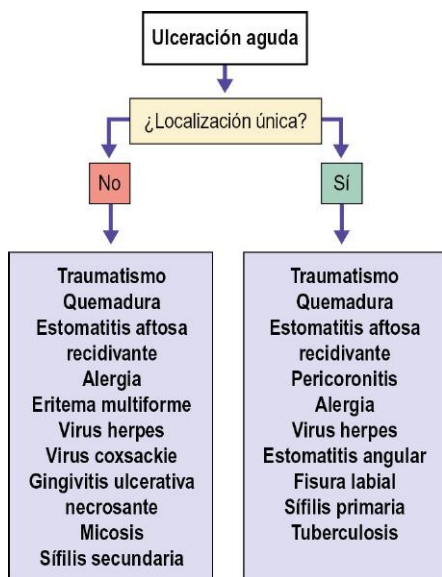 Ulceración aguda
¿Localización única?
No
Sí
Traumatismo
Quemadura
Estomatitis aftosa
recidivante
Alergia
Eritema multiforme
Virus herpes
Virus coxsackie
Gingivitis ulcerativa
necrosante
Micosis
Sífilis secundaria
Traumatismo
Quemadura
Estomatitis aftosa
recidivante
Pericoronitis
Alergia
Virus herpes
Estomatitis angular
Fisura labial
Sífilis primaria
Tuberculosis